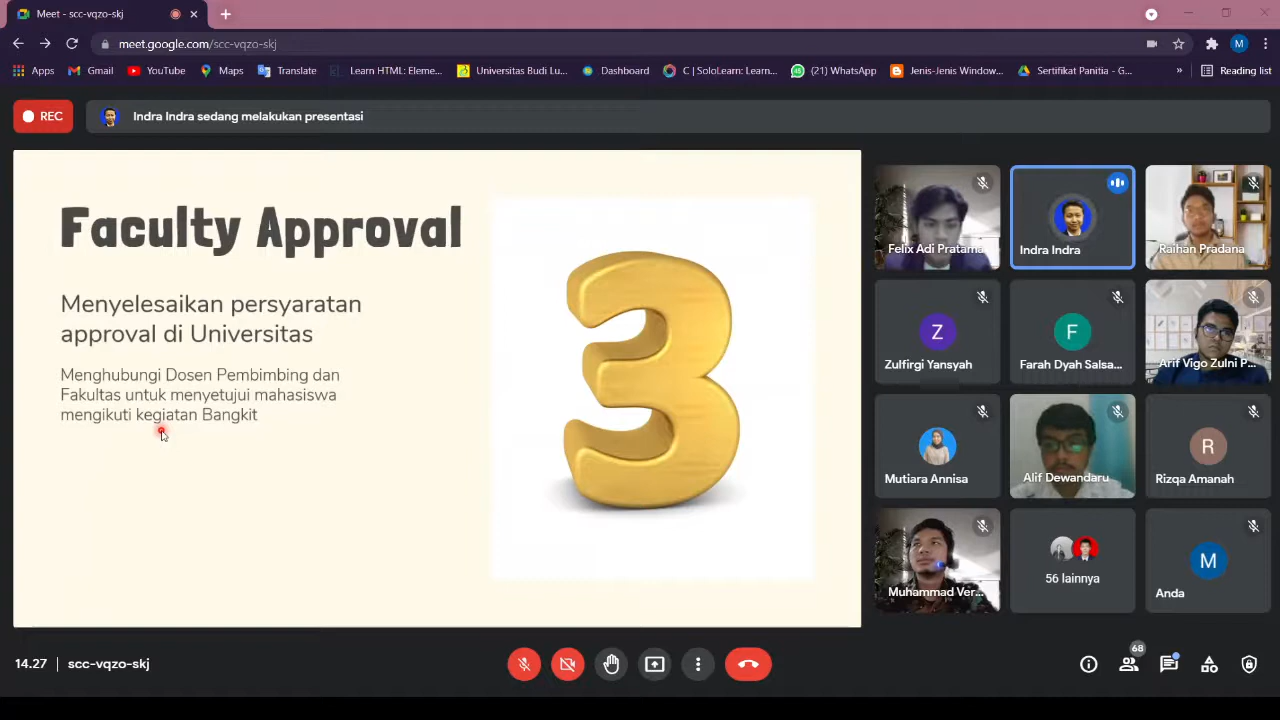 Meet - scc-vqzo-skj
meet.google.com/scc-vqzo-skj
M
Apps
Gmail
YouTube
Maps
Translate
Learn HTML: Eleme...
Universitas Budi Lu...
Dashboard
C | SoloLearn: Learn...
(21) WhatsApp
Jenis-Jenis Window...
Sertifikat Panitia - G...
»
Reading list
REC
Indra Indra sedang melakukan presentasi
Faculty Approval
Menyelesaikan persyaratan
approval di Universitas
Menghubungi Dosen Pembimbing dan
Fakultas untuk menyetujui mahasiswa
mengikuti kegiatan Bangkit
3
Felix Adi Pratama
Indra Indra
Raihan Pradana
Z
Zulfirgi Yansyah
F
Farah Dyah Salsa...
Arif Vigo Zulni P...
Mutiara Annisa
Alif Dewandaru
R
Rizqa Amanah
Muhammad Ver...
56 lainnya
M
Anda
14.27
scc-vqzo-skj
68